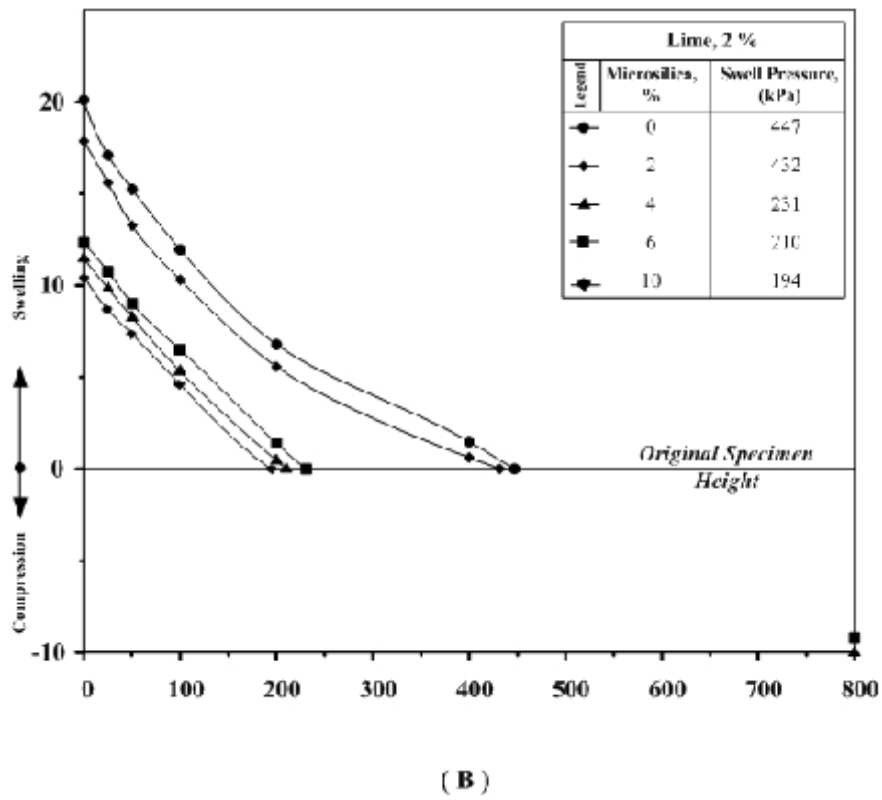 Lime, 2 %
Legend
Microsilica, %
Swell Pressure, (kPa)
0 447
2 432
4 231
6 210
10 194
20
10
0
-10
Swelling
Compression
Original Specimen
Height
0 100 200 300 400 500 600 700 800
( B )